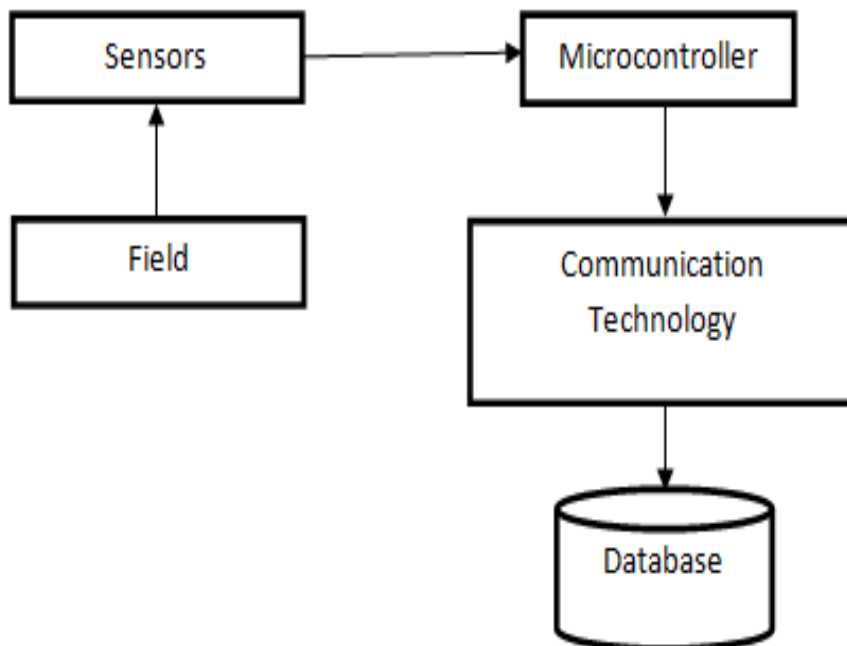 Sensors
Microcontroller
Field
Communication
Technology
Database